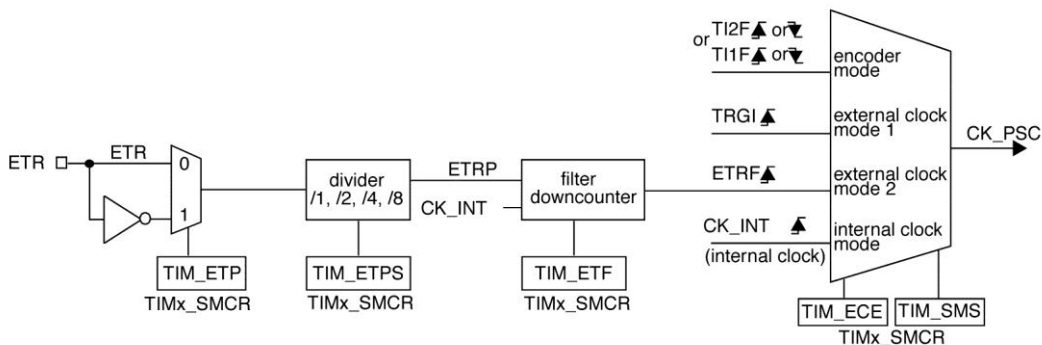 ETR
ETR
0
1
TIM_ETP
TIMx_SMCR
divider
/1, /2, /4, /8
TIM_ETPS
TIMx_SMCR
ETRP
CK_INT
filter
downcounter
TIM_ETF
TIMx_SMCR
or TI2F or
TI1F or
encoder
mode
TRGI
external clock
mode 1
ETRF
external clock
mode 2
CK_INT
(internal clock)
internal clock
mode
CK_PSC
TIM_ECE
TIM_SMS
TIMx_SMCR